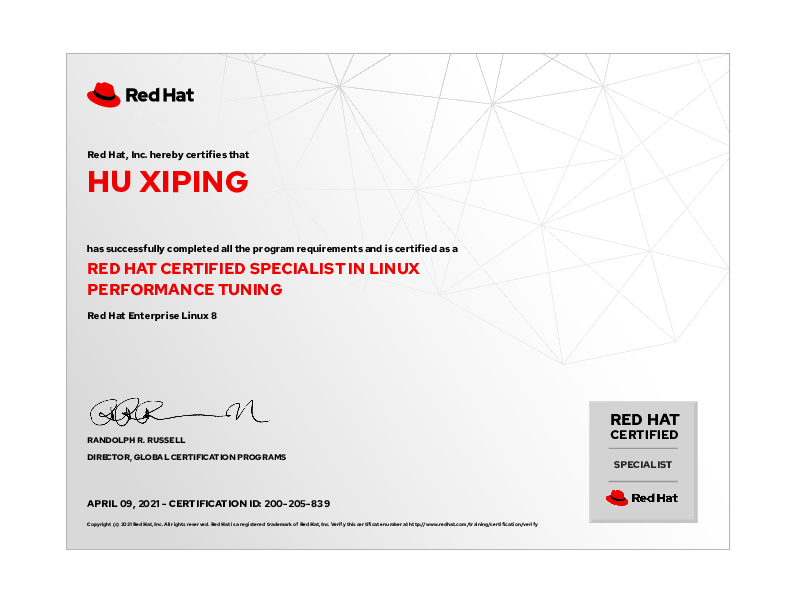 Red Hat
Red Hat, Inc. hereby certifies that
HU XIPING
has successfully completed all the program requirements and is certified as a
RED HAT CERTIFIED SPECIALIST IN LINUX
PERFORMANCE TUNING
Red Hat Enterprise Linux 8
RANDOLPH R. RUSSELL
DIRECTOR, GLOBAL CERTIFICATION PROGRAMS
APRIL 09, 2021 - CERTIFICATION ID: 200-205-839
Copyright (c) 2021 Red Hat, Inc. All rights reserved. Red Hat is a registered trademark of Red Hat, Inc. Verify this certificate number at http://www.redhat.com/training/certification/verify
RED HAT
CERTIFIED
SPECIALIST
Red Hat